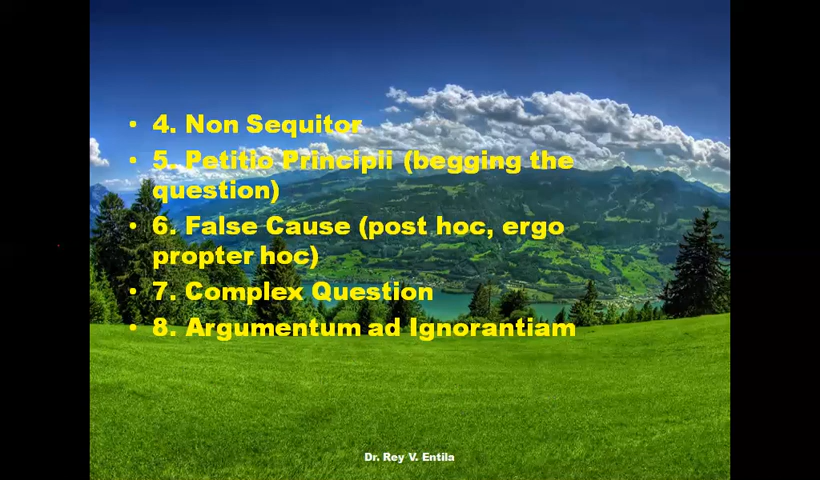 • 4. Non Sequitor
• 5. Petitio Principli (begging the
question)
• 6. False Cause (post hoc, ergo
propter hoc)
• 7. Complex Question
• 8. Argumentum ad Ignorantiam
Dr. Rey V. Entila